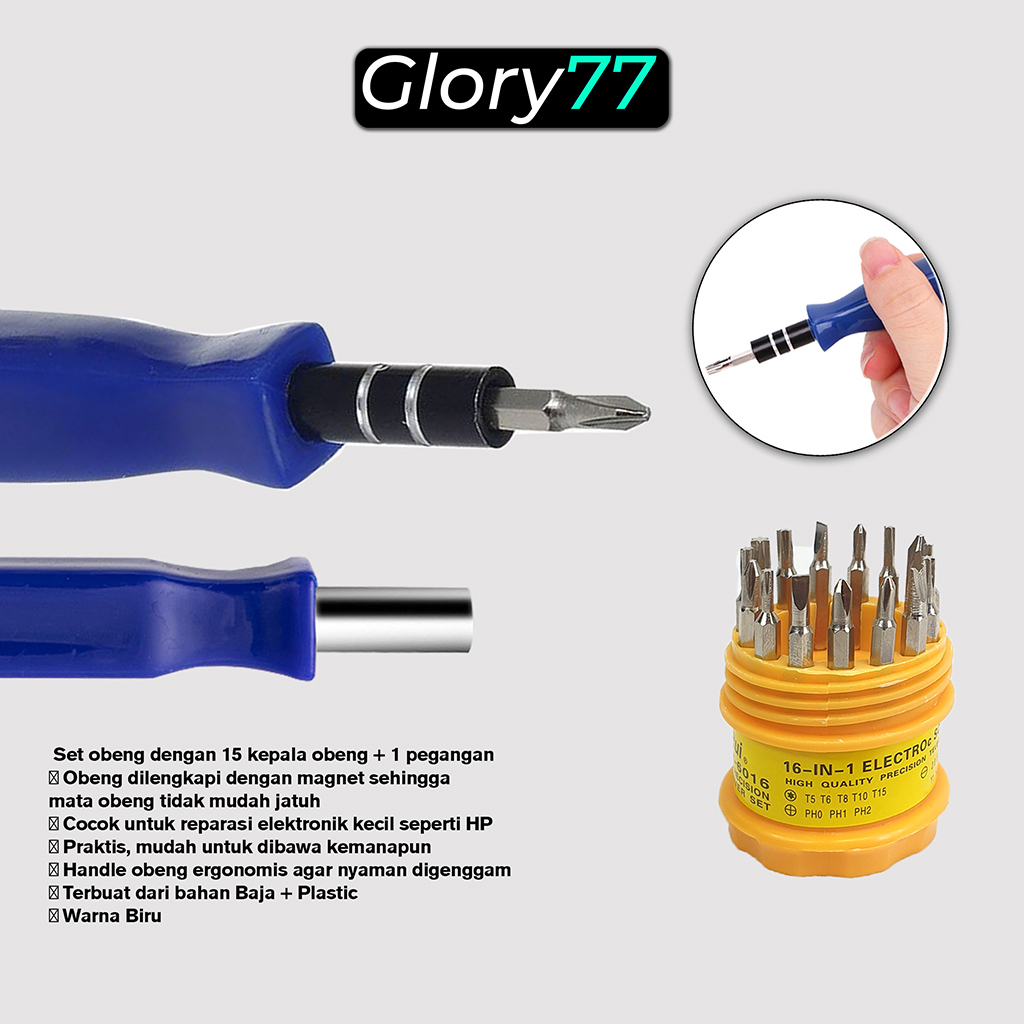 Glory77
Set obeng dengan 15 kepala obeng + 1 pegangan
Obeng dilengkapi dengan magnet sehingga
mata obeng tidak mudah jatuh
Cocok untuk reparasi elektronik kecil seperti HP
Praktis, mudah untuk dibawa kemanapun
Handle obeng ergonomis agar nyaman digenggam
Terbuat dari bahan Baja + Plastic
Warna Biru
16-IN-1 ELECTRO
HIGH QUALITY PRECISION
T5 T6 T8 T10 T15
PH0 PH1 PH2
SET